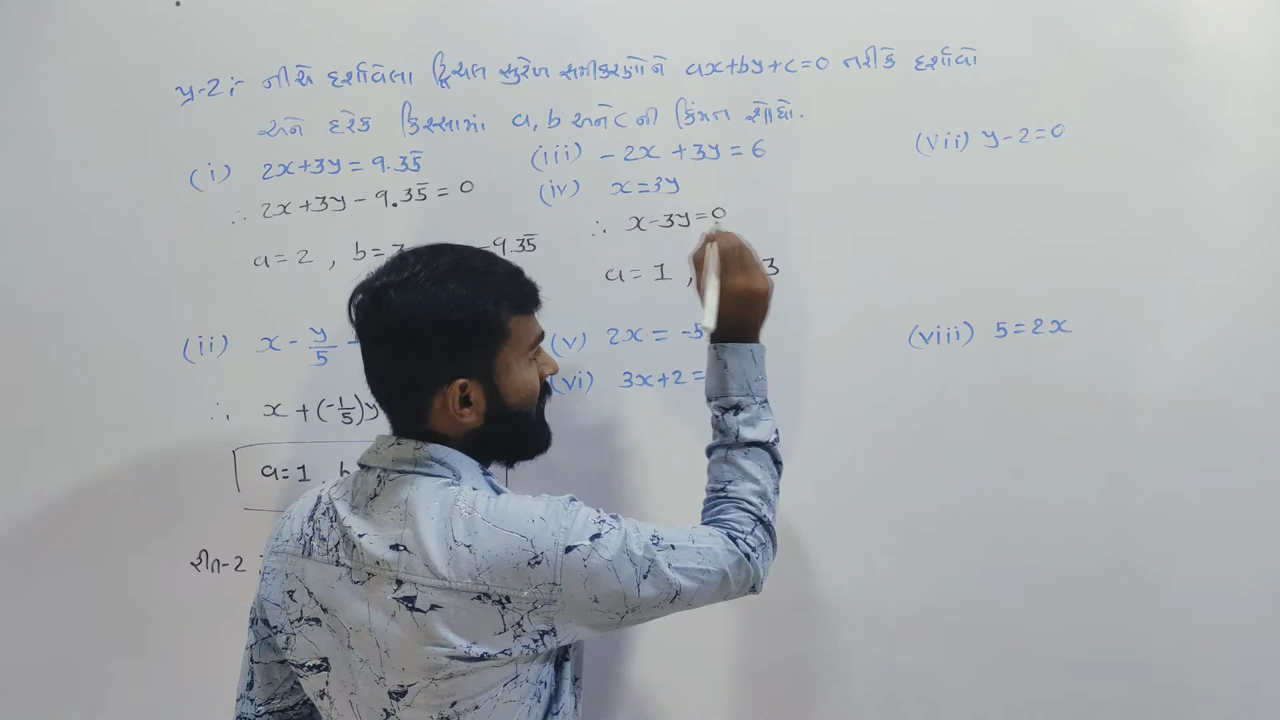 પ્ર-2:- નીચે દર્શાવેલા દ્વિચલ સુરેખ સમીકરણોને ax+by+c=0 તરીકે દર્શાવો
અને દરેક કિસ્સામાં a, b અને c ની કિંમત શોધો.
(i) 2x+3y=9.35̅
∴ 2x+3y-9.35̅=0
a=2, b=3 -9.35̅
(ii) x-y/5
∴ x+(-1/5)y
a=1 b
રીત-2
(iii) -2x+3y=6
(iv) x=3y
∴ x-3y=0
a=1, 3
(v) 2x=-5
(vi) 3x+2=
(vii) y-2=0
(viii) 5=2x